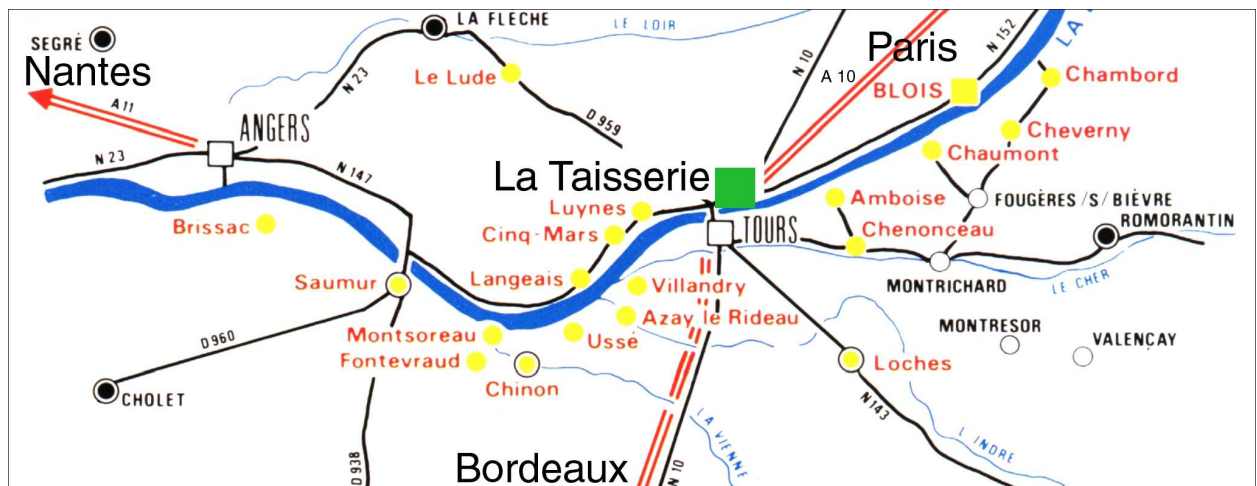 LA FLECHE
LE LOIR
SEGRÉ
Nantes
A11
N 23
Le Lude
N 10
A 10
Paris
N 152
BLOIS
Chambord
D 959
ANGERS
N 23
N 147
Cheverny
Chaumont
La Taisserie
Luynes
Amboise
FOUGÈRES /S/ BIÈVRE
Brissac
Cinq-Mars
TOURS
Chenonceau
ROMORANTIN
Saumur
Langeais
Villandry
MONTRICHARD
LE CHER
D 960
Montsoreau
Ussé
Azay le Rideau
MONTRESOR
VALENÇAY
Fontevraud
Chinon
Loches
CHOLET
N 143
LA VIENNE
L INDRE
D 938
Bordeaux
N 10